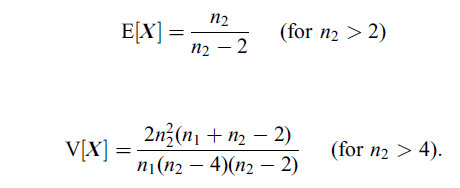 E[X] = n₂ / (n₂ − 2) (for n₂ > 2)
V[X] = 2n₂²(n₁ + n₂ − 2) / n₁(n₂ − 4)(n₂ − 2) (for n₂ > 4).